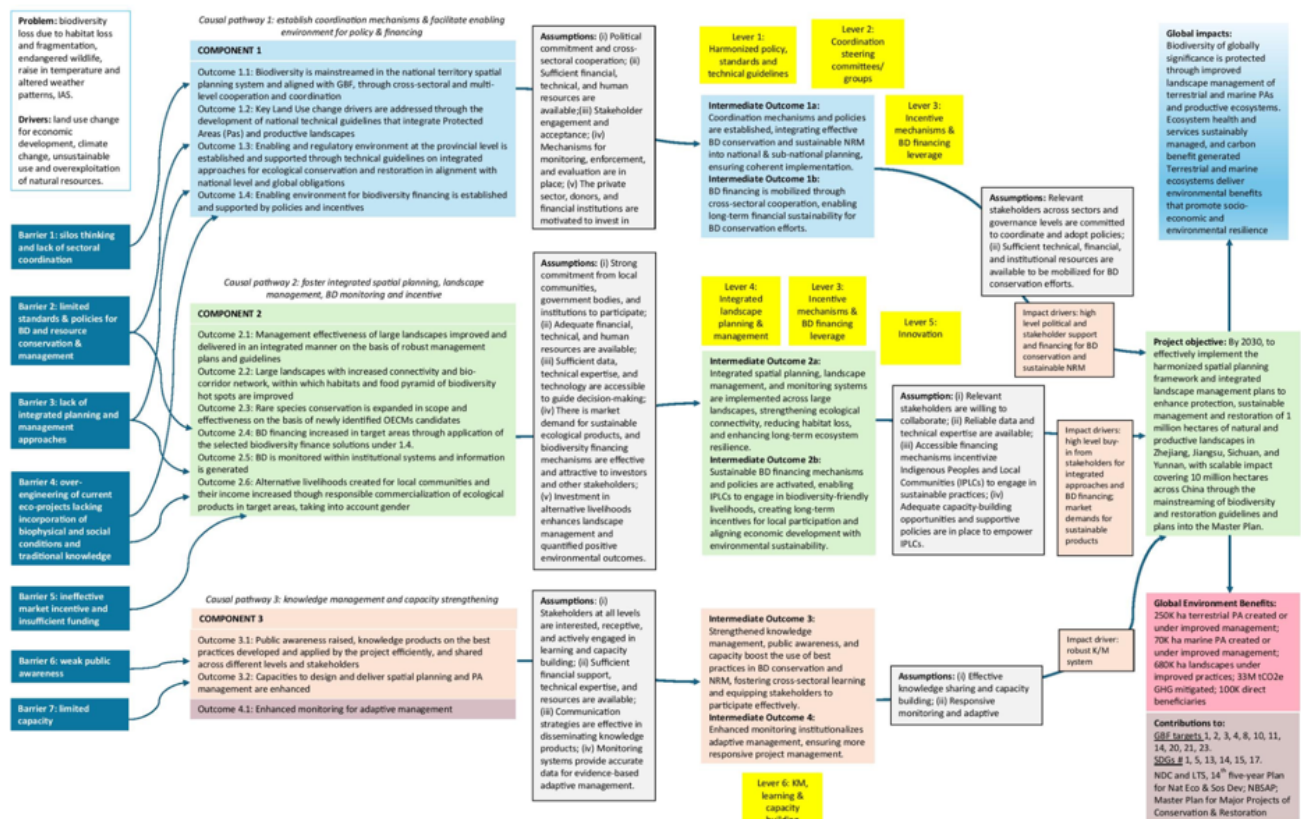 Problem: biodiversity
loss due to habitat loss
and fragmentation,
endangered wildlife,
raise in temperature and
altered weather
patterns, IAS.
Drivers: land use change
for economic
development, climate
change, unsustainable
use and overexploitation
of natural resources.
Barrier 1: silos thinking
and lack of sectoral
coordination
Barrier 2: limited
standards & policies for
BD and resource
conservation &
management
Barrier 3: lack of
integrated planning and
management
approaches
Barrier 4: over-
engineering of current
eco-projects lacking
incorporation of
biophysical and social
conditions and
traditional knowledge
Barrier 5: ineffective
market incentive and
insufficient funding
Barrier 6: weak public
awareness
Barrier 7: limited
capacity
Causal pathway 1: establish coordination mechanisms & facilitate enabling
environment for policy & financing
COMPONENT 1
Outcome 1.1: Biodiversity is mainstreamed in the national territory spatial
planning system and aligned with GBF, through cross-sectoral and multi-
level cooperation and coordination
Outcome 1.2: Key Land Use change drivers are addressed through the
development of national technical guidelines that integrate Protected
Areas (Pas) and productive landscapes
Outcome 1.3: Enabling and regulatory environment at the provincial level is
established and supported through technical guidelines on integrated
approaches for ecological conservation and restoration in alignment with
national level and global obligations
Outcome 1.4: Enabling environment for biodiversity financing is established
and supported by policies and incentives
Causal pathway 2: foster integrated spatial planning, landscape
management, BD monitoring and incentive
COMPONENT 2
Outcome 2.1: Management effectiveness of large landscapes improved and
delivered in an integrated manner on the basis of robust management
plans and guidelines
Outcome 2.2: Large landscapes with increased connectivity and bio-
corridor network, within which habitats and food pyramid of biodiversity
hot spots are improved
Outcome 2.3: Rare species conservation is expanded in scope and
effectiveness on the basis of newly identified OECMs candidates
Outcome 2.4: BD financing increased in target areas through application of
the selected biodiversity finance solutions under 1.4.
Outcome 2.5: BD is monitored within institutional systems and information
is generated
Outcome 2.6: Alternative livelihoods created for local communities and
their income increased though responsible commercialization of ecological
products in target areas, taking into account gender
Causal pathway 3: knowledge management and capacity strengthening
COMPONENT 3
Outcome 3.1: Public awareness raised, knowledge products on the best
practices developed and applied by the project efficiently, and shared
across different levels and stakeholders
Outcome 3.2: Capacities to design and deliver spatial planning and PA
management are enhanced
Outcome 4.1: Enhanced monitoring for adaptive management
Assumptions: (i) Political
commitment and cross-
sectoral cooperation; (ii)
Sufficient financial,
technical, and human
resources are
available;(iii) Stakeholder
engagement and
acceptance; (iv)
Mechanisms for
monitoring, enforcement,
and evaluation are in
place; (v) The private
sector, donors, and
financial institutions are
motivated to invest in
Assumptions: (i) Strong
commitment from local
communities,
government bodies, and
institutions to participate;
(ii) Adequate financial,
technical, and human
resources are available;
(iii) Sufficient data,
technical expertise, and
technology are accessible
to guide decision-making;
(iv) There is market
demand for sustainable
ecological products, and
biodiversity financing
mechanisms are effective
and attractive to investors
and other stakeholders;
(v) Investment in
alternative livelihoods
enhances landscape
management and
quantified positive
environmental outcomes.
Assumptions: (i)
Stakeholders at all levels
are interested, receptive,
and actively engaged in
learning and capacity
building; (ii) Sufficient
financial support,
technical expertise, and
resources are available;
(iii) Communication
strategies are effective in
disseminating knowledge
products; (iv) Monitoring
systems provide accurate
data for evidence-based
adaptive management.
Lever 1:
Harmonized policy,
standards and
technical guidelines
Lever 2:
Coordination
steering
committees/
groups
Lever 3:
Incentive
mechanisms &
BD financing
leverage
Intermediate Outcome 1a:
Coordination mechanisms and policies
are established, integrating effective
BD conservation and sustainable NRM
into national & sub-national planning,
ensuring coherent implementation.
Intermediate Outcome 1b:
BD financing is mobilized through
cross-sectoral cooperation, enabling
long-term financial sustainability for
BD conservation efforts.
Lever 4:
Integrated
landscape
planning &
management
Lever 3:
Incentive
mechanisms &
BD financing
leverage
Lever 5:
Innovation
Intermediate Outcome 2a:
Integrated spatial planning, landscape
management, and monitoring systems
are implemented across large
landscapes, strengthening ecological
connectivity, reducing habitat loss,
and enhancing long-term ecosystem
resilience.
Intermediate Outcome 2b:
Sustainable BD financing mechanisms
and policies are activated, enabling
IPLCs to engage in biodiversity-friendly
livelihoods, creating long-term
incentives for local participation and
aligning economic development with
environmental sustainability.
Intermediate Outcome 3:
Strengthened knowledge
management, public awareness, and
capacity boost the use of best
practices in BD conservation and
NRM, fostering cross-sectoral learning
and equipping stakeholders to
participate effectively.
Intermediate Outcome 4:
Enhanced monitoring institutionalizes
adaptive management, ensuring more
responsive project management.
Lever 6: KM,
learning &
capacity
building
Assumptions: Relevant
stakeholders across sectors and
governance levels are committed
to coordinate and adopt policies;
(ii) Sufficient technical, financial,
and institutional resources are
available to be mobilized for BD
conservation efforts.
Impact drivers: high
level political and
stakeholder support
and financing for BD
conservation and
sustainable NRM
Assumption: (i) Relevant
stakeholders are willing to
collaborate; (ii) Reliable data and
technical expertise are available;
(iii) Accessible financing
mechanisms incentivize
Indigenous Peoples and Local
Communities (IPLCs) to engage in
sustainable practices; (iv)
Adequate capacity-building
opportunities and supportive
policies are in place to empower
IPLCs.
Impact drivers:
high level buy-
in from
stakeholders for
integrated
approaches and
BD financing;
market
demands for
sustainable
products
Assumptions: (i) Effective
knowledge sharing and capacity
building; (ii) Responsive
monitoring and adaptive
Impact driver:
robust K/M
system
Global impacts:
Biodiversity of globally
significance is protected
through improved
landscape management of
terrestrial and marine PAs
and productive ecosystems.
Ecosystem health and
services sustainably
managed, and carbon
benefit generated
Terrestrial and marine
ecosystems deliver
environmental benefits
that promote socio-
economic and
environmental resilience
Project objective: By 2030, to
effectively implement the
harmonized spatial planning
framework and integrated
landscape management plans to
enhance protection, sustainable
management and restoration of 1
million hectares of natural and
productive landscapes in
Zhejiang, Jiangsu, Sichuan, and
Yunnan, with scalable impact
covering 10 million hectares
across China through the
mainstreaming of biodiversity
and restoration guidelines and
plans into the Master Plan.
Global Environment Benefits:
250K ha terrestrial PA created or
under improved management;
70K ha marine PA created or
under improved management;
680K ha landscapes under
improved practices; 33M tCO2e
GHG mitigated; 100K direct
beneficiaries
Contributions to:
GBF targets 1, 2, 3, 4, 8, 10, 11,
14, 20, 21, 23.
SDGs # 1, 5, 13, 14, 15, 17.
NDC and LTS, 14th five-year Plan
for Nat Eco & Sos Dev; NBSAP;
Master Plan for Major Projects of
Conservation & Restoration